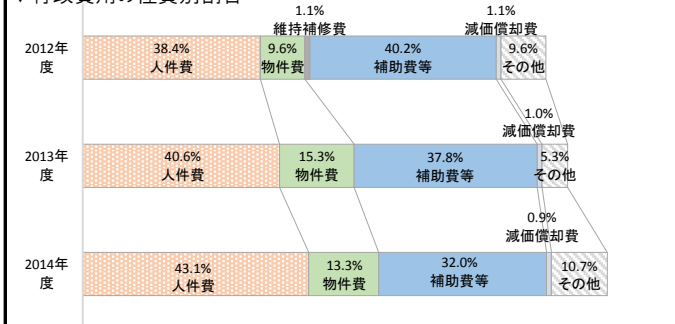 1.1%
維持補修費
1.1%
減価償却費
2012年
度
38.4%
人件費
9.6%
物件費
40.2%
補助費等
9.6%
その他
1.0%
減価償却費
2013年
度
40.6%
人件費
15.3%
物件費
37.8%
補助費等
5.3%
その他
0.9%
減価償却費
2014年
度
43.1%
人件費
13.3%
物件費
32.0%
補助費等
10.7%
その他